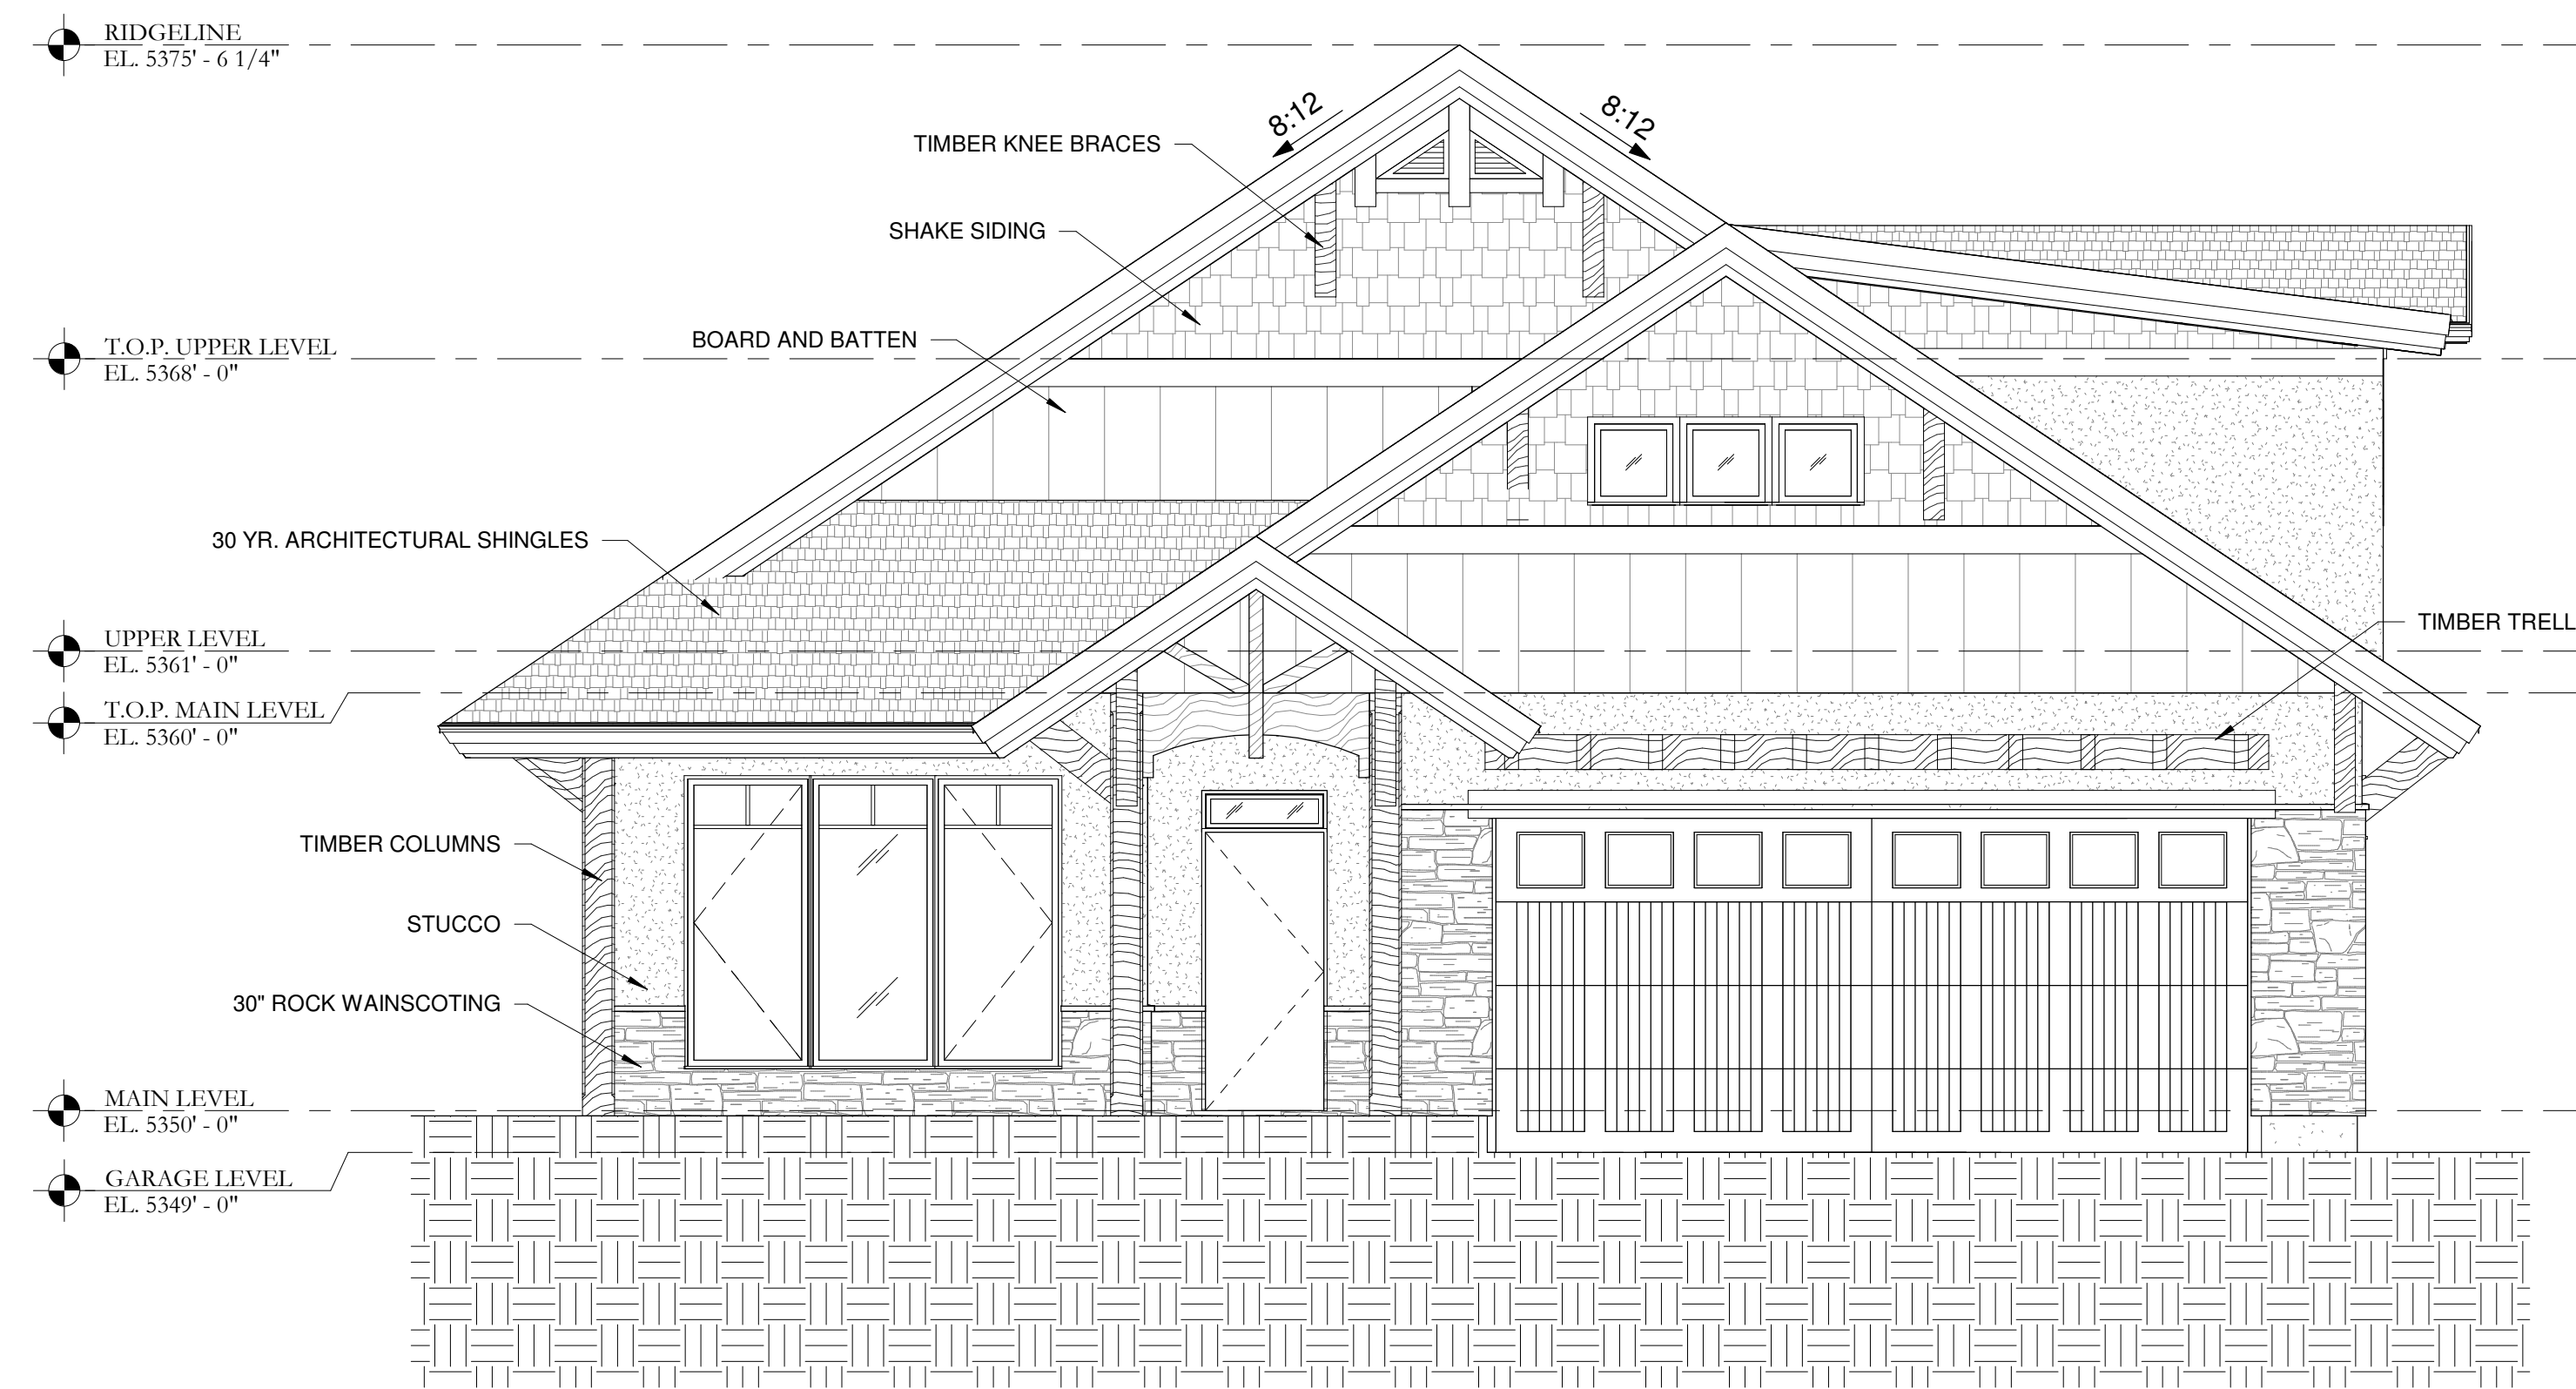 RIDGELINE
EL. 5375' - 6 1/4"
8:12
8:12
TIMBER KNEE BRACES
SHAKE SIDING
BOARD AND BATTEN
T.O.P. UPPER LEVEL
EL. 5368' - 0"
30 YR. ARCHITECTURAL SHINGLES
UPPER LEVEL
EL. 5361' - 0"
TIMBER TRELL
T.O.P. MAIN LEVEL
EL. 5360' - 0"
TIMBER COLUMNS
STUCCO
30" ROCK WAINSCOTING
MAIN LEVEL
EL. 5350' - 0"
GARAGE LEVEL
EL. 5349' - 0"